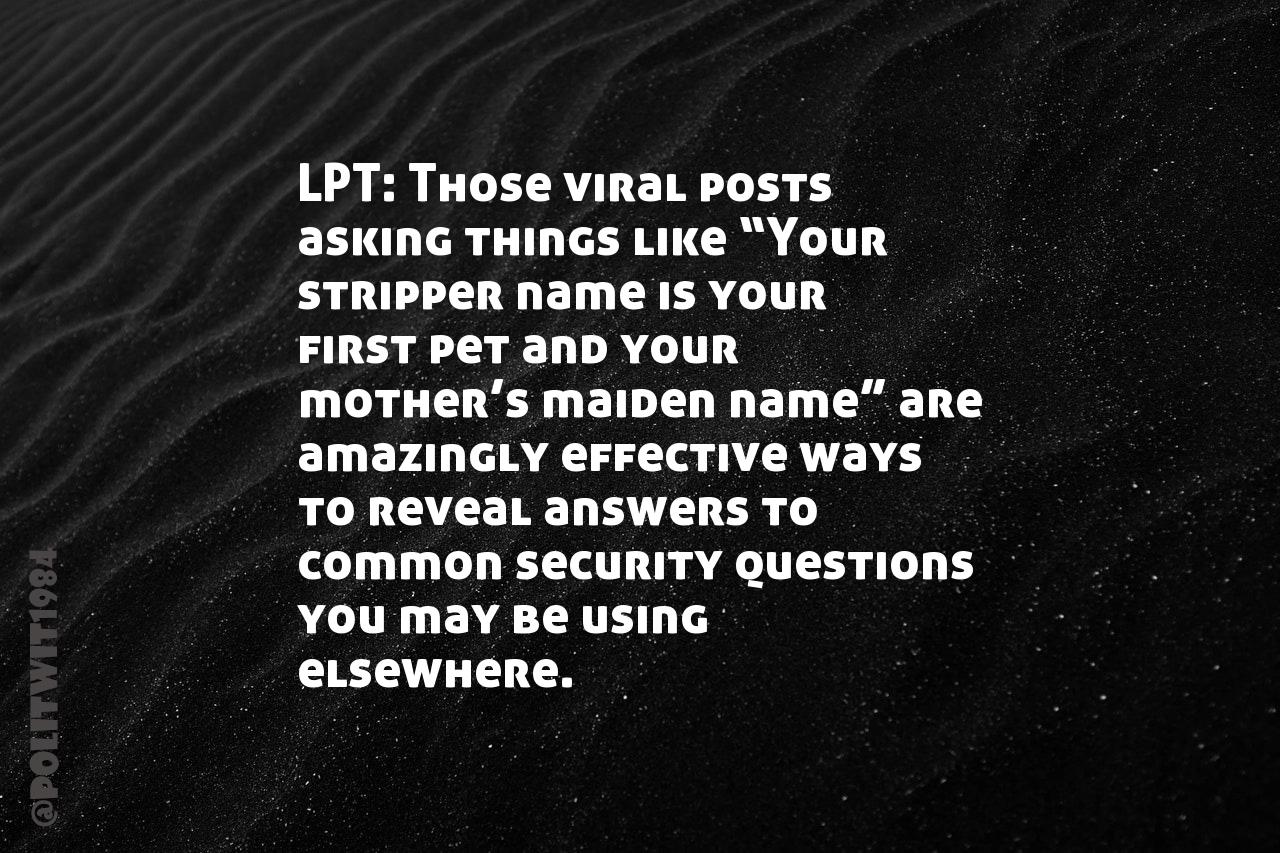 LPT: Those viral posts
asking things like “Your
stripper name is your
first pet and your
mother’s maiden name” are
amazingly effective ways
to reveal answers to
common security questions
you may be using
elsewhere.
@politwit1984